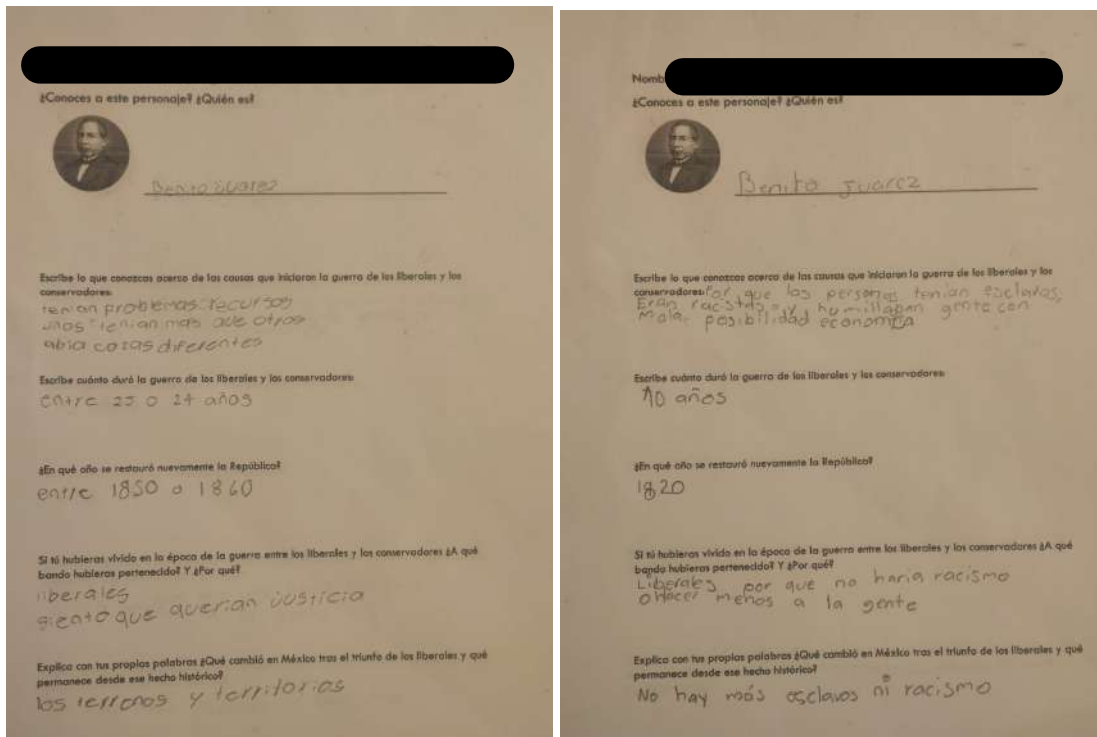 ¿Conoces a este personaje? ¿Quién es?
Benito Juarez
Escribe lo que conozcas acerca de las causas que iniciaron la guerra de los liberales y los
conservadores:
tenian problemas: recursos
unos tenian mas que otros
abia cosas diferentes
Escribe cuánto duró la guerra de los liberales y los conservadores:
entre 25 o 24 años
¿En qué año se restauró nuevamente la República?
entre 1850 o 1860
Si tú hubieras vivido en la época de la guerra entre los liberales y los conservadores ¿A qué
bando hubieras pertenecido? Y ¿Por qué?
liberales
siento que querian justicia
Explica con tus propias palabras ¿Qué cambió en México tras el triunfo de los liberales y qué
permanece desde ese hecho histórico?
los terrenos y territorios
Nomb
¿Conoces a este personaje? ¿Quién es?
Benito Juarez
Escribe lo que conozcas acerca de las causas que iniciaron la guerra de los liberales y los
conservadores: Por que las personas tenian esclavos,
Eran racistas y humillaban gente con
Mala posibilidad economica
Escribe cuánto duró la guerra de los liberales y los conservadores:
10 años
¿En qué año se restauró nuevamente la República?
1820
Si tú hubieras vivido en la época de la guerra entre los liberales y los conservadores ¿A qué
bando hubieras pertenecido? Y ¿Por qué?
Liberales, por que no haria racismo
o hacer menos a la gente
Explica con tus propias palabras ¿Qué cambió en México tras el triunfo de los liberales y qué
permanece desde ese hecho histórico?
No hay más esclavos ni racismo